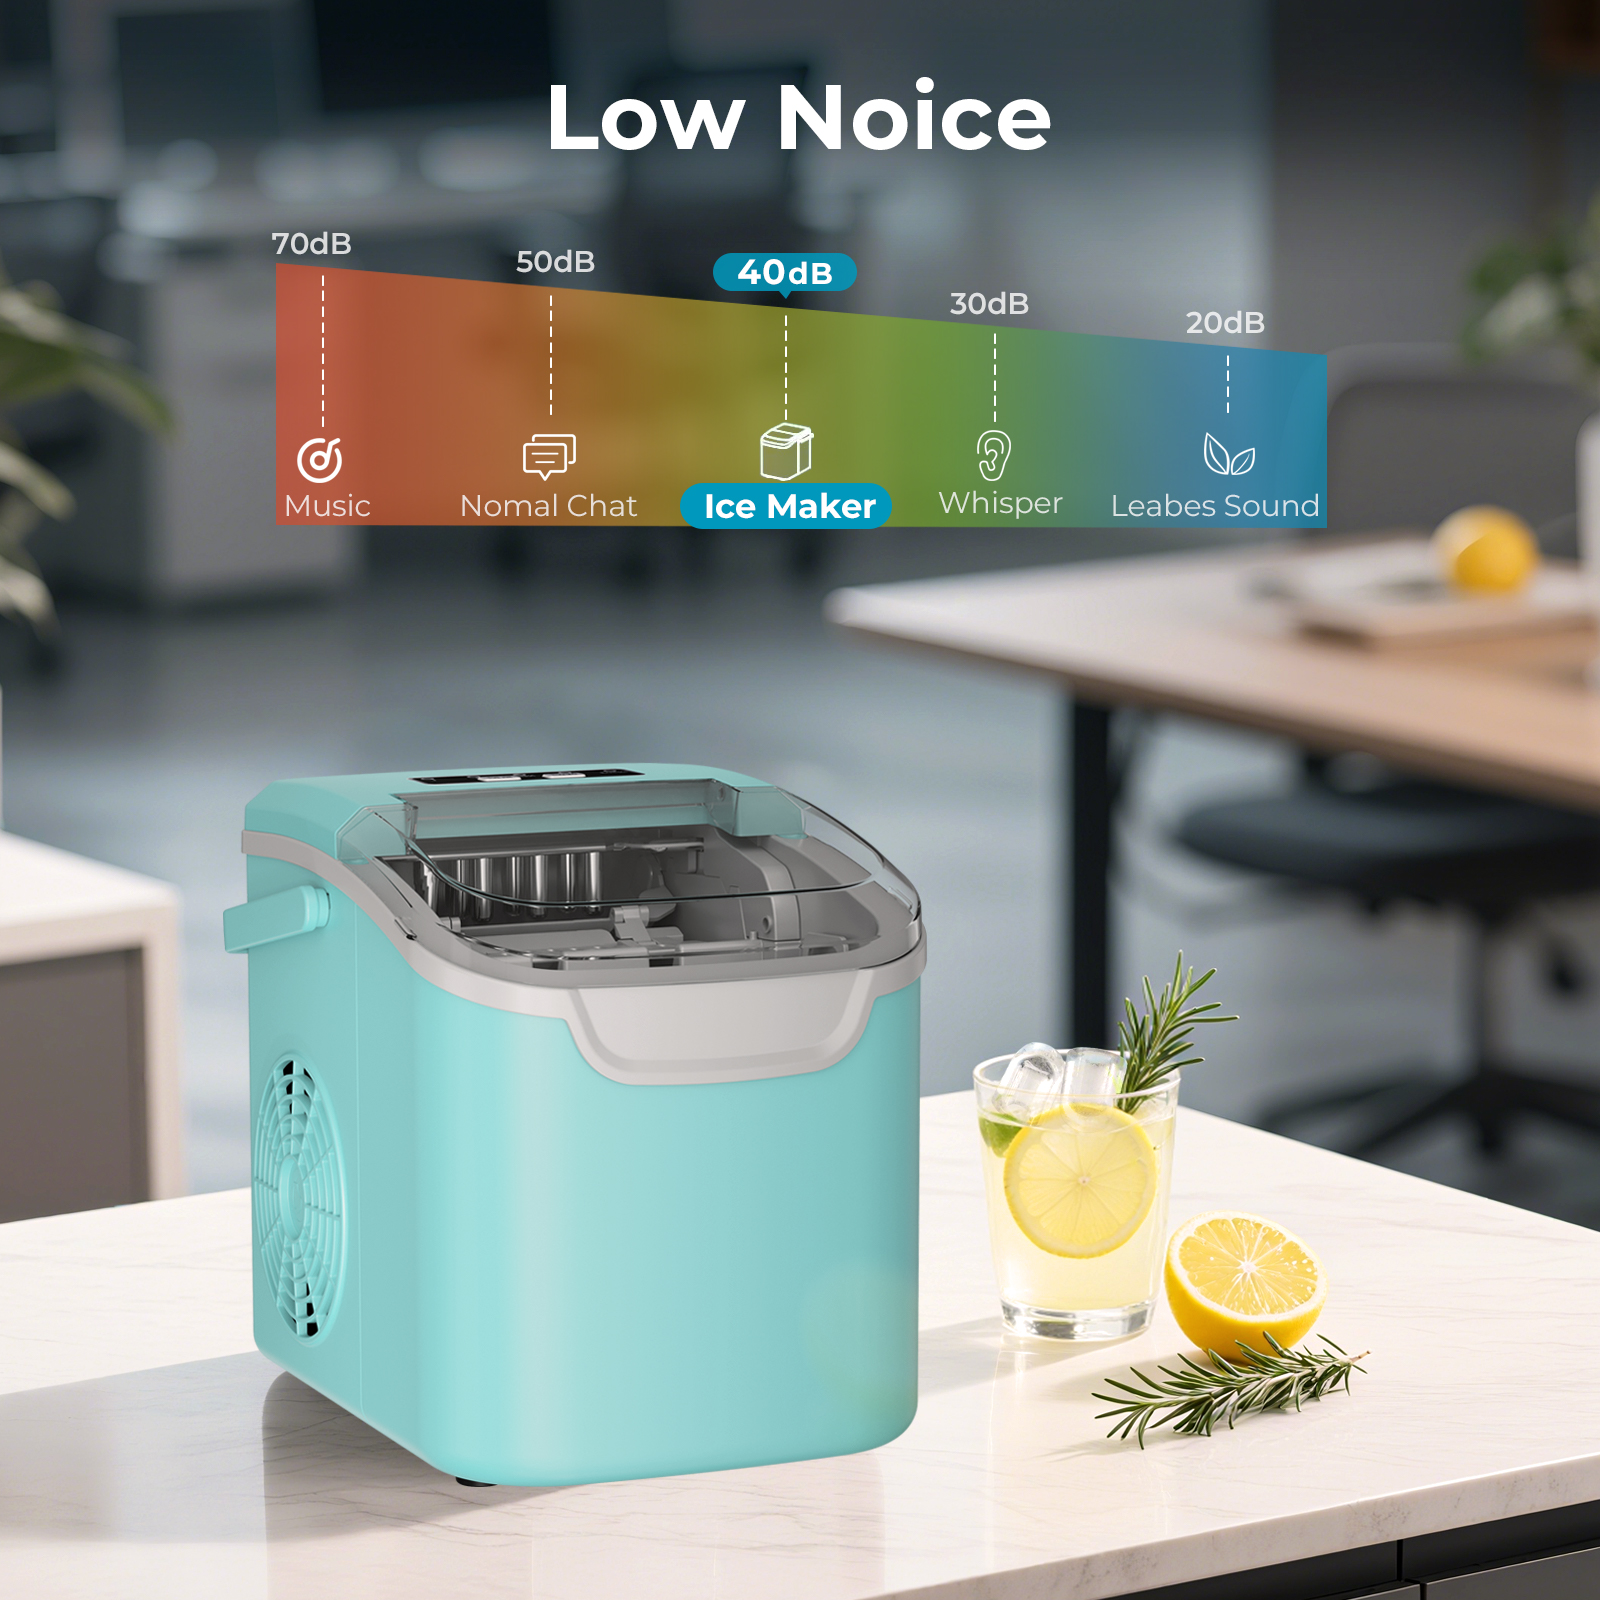 Low Noice
70dB
50dB
40dB
30dB
20dB
Music
Nomal Chat
Ice Maker
Whisper
Leabes Sound